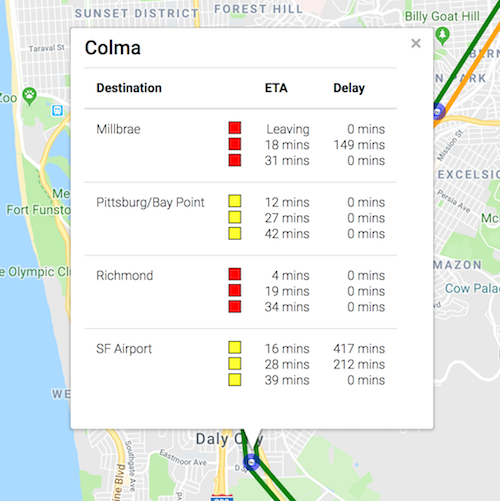 SUNSET DISTRICT
FOREST HILL
Billy Goat Hill
Colma
×
Taraval St
Destination ETA Delay
Zoo
PARK
Mission St
Millbrae Leaving 0 mins
18 mins 149 mins
31 mins 0 mins
EXCELSIO
Persia Ave
Pittsburg/Bay Point 12 mins 0 mins
27 mins 0 mins
42 mins 0 mins
Fort Funsto
McL
e Olympic Clu
AMAZON
Richmond 4 mins 0 mins
19 mins 0 mins
34 mins 0 mins
Cow Palac
SF Airport 16 mins 417 mins
28 mins 212 mins
39 mins 0 mins
WE
Daly City
Southgate Ave
Eastmoor Ave
ine Blvd